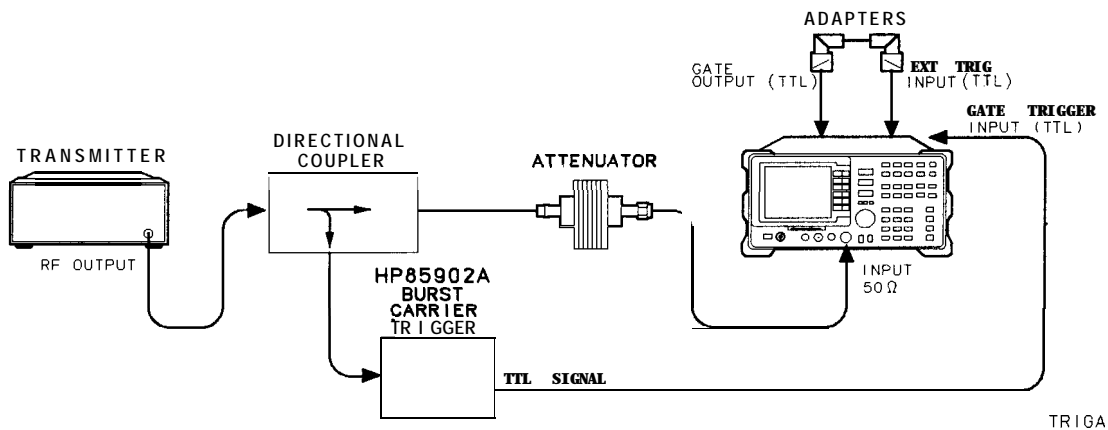 ADAPTERS
GATE
OUTPUT (TTL)
EXT TRIG
INPUT (TTL)
GATE TRIGGER
INPUT (TTL)
TRANSMITTER
DIRECTIONAL
COUPLER
ATTENUATOR
RF OUTPUT
INPUT
50Ω
HP85902A
BURST
CARRIER
TRIGGER
TTL SIGNAL
TRIGA